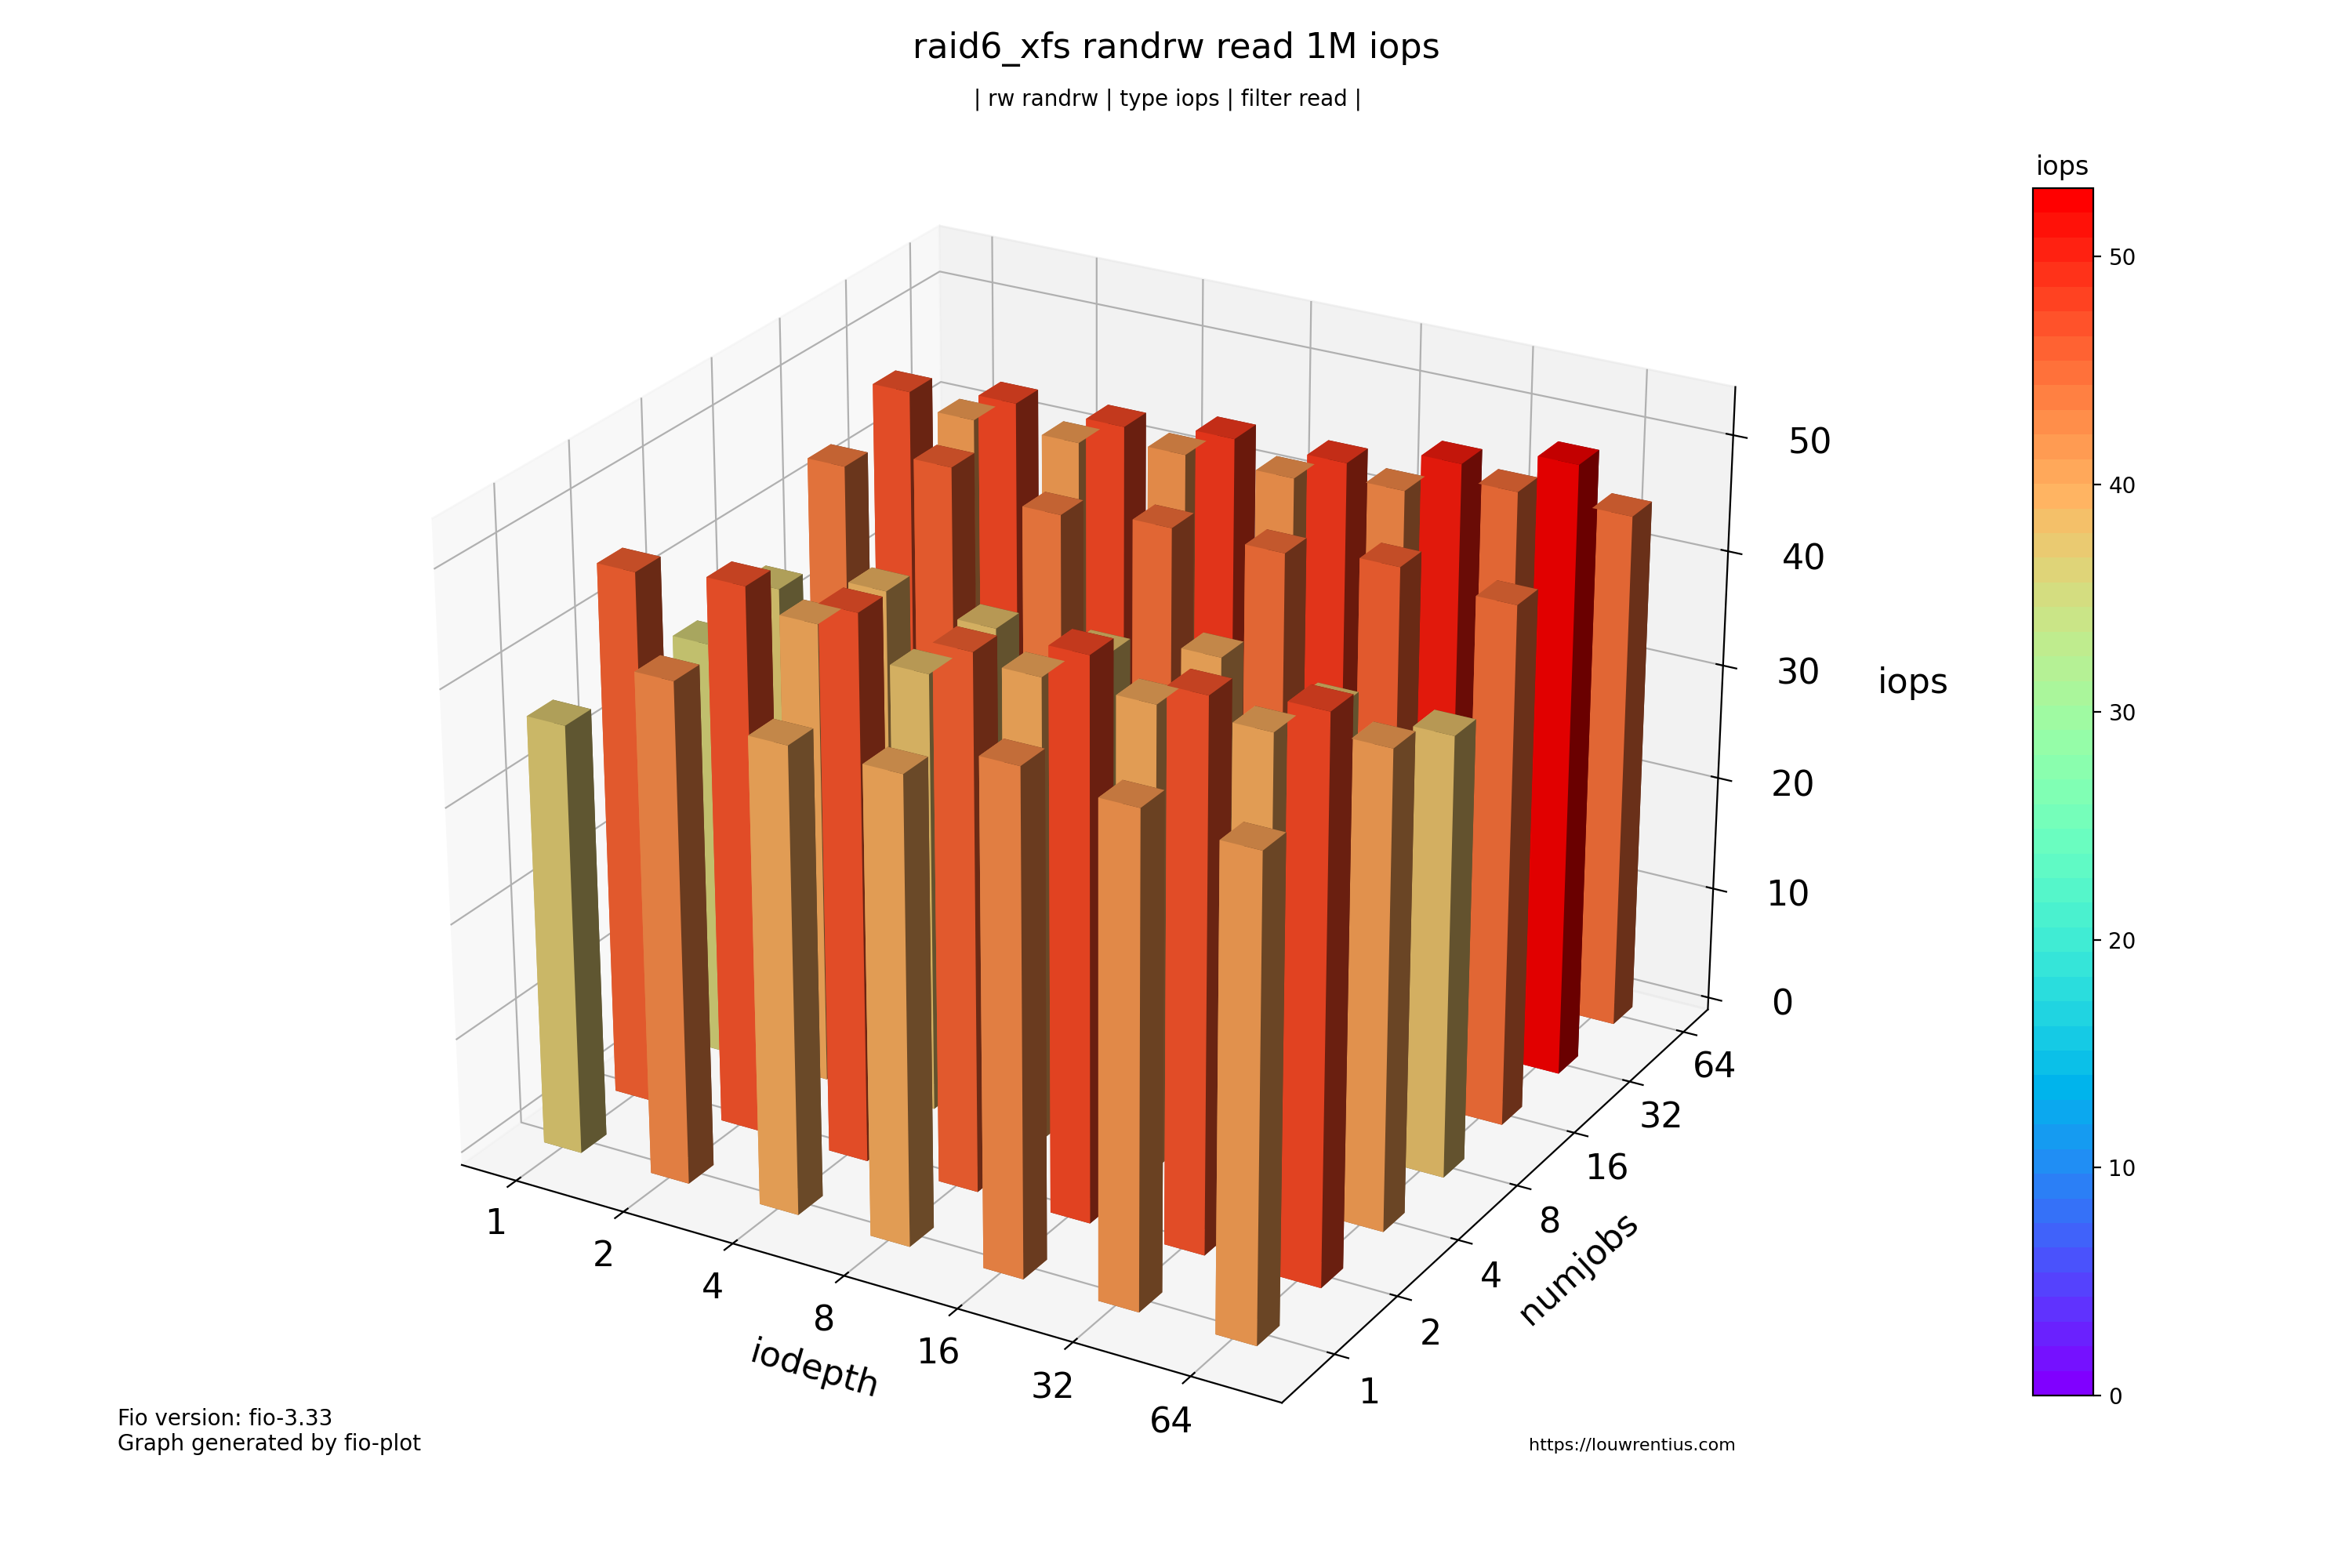 raid6_xfs randrw read 1M iops
| rw randrw | type iops | filter read |
iops
50
40
30
20
10
0
iops
50
40
30
20
10
0
64
32
16
8
4
2
1
numjobs
1
2
4
8
16
32
64
iodepth
Fio version: fio-3.33
Graph generated by fio-plot
https://louwrentius.com